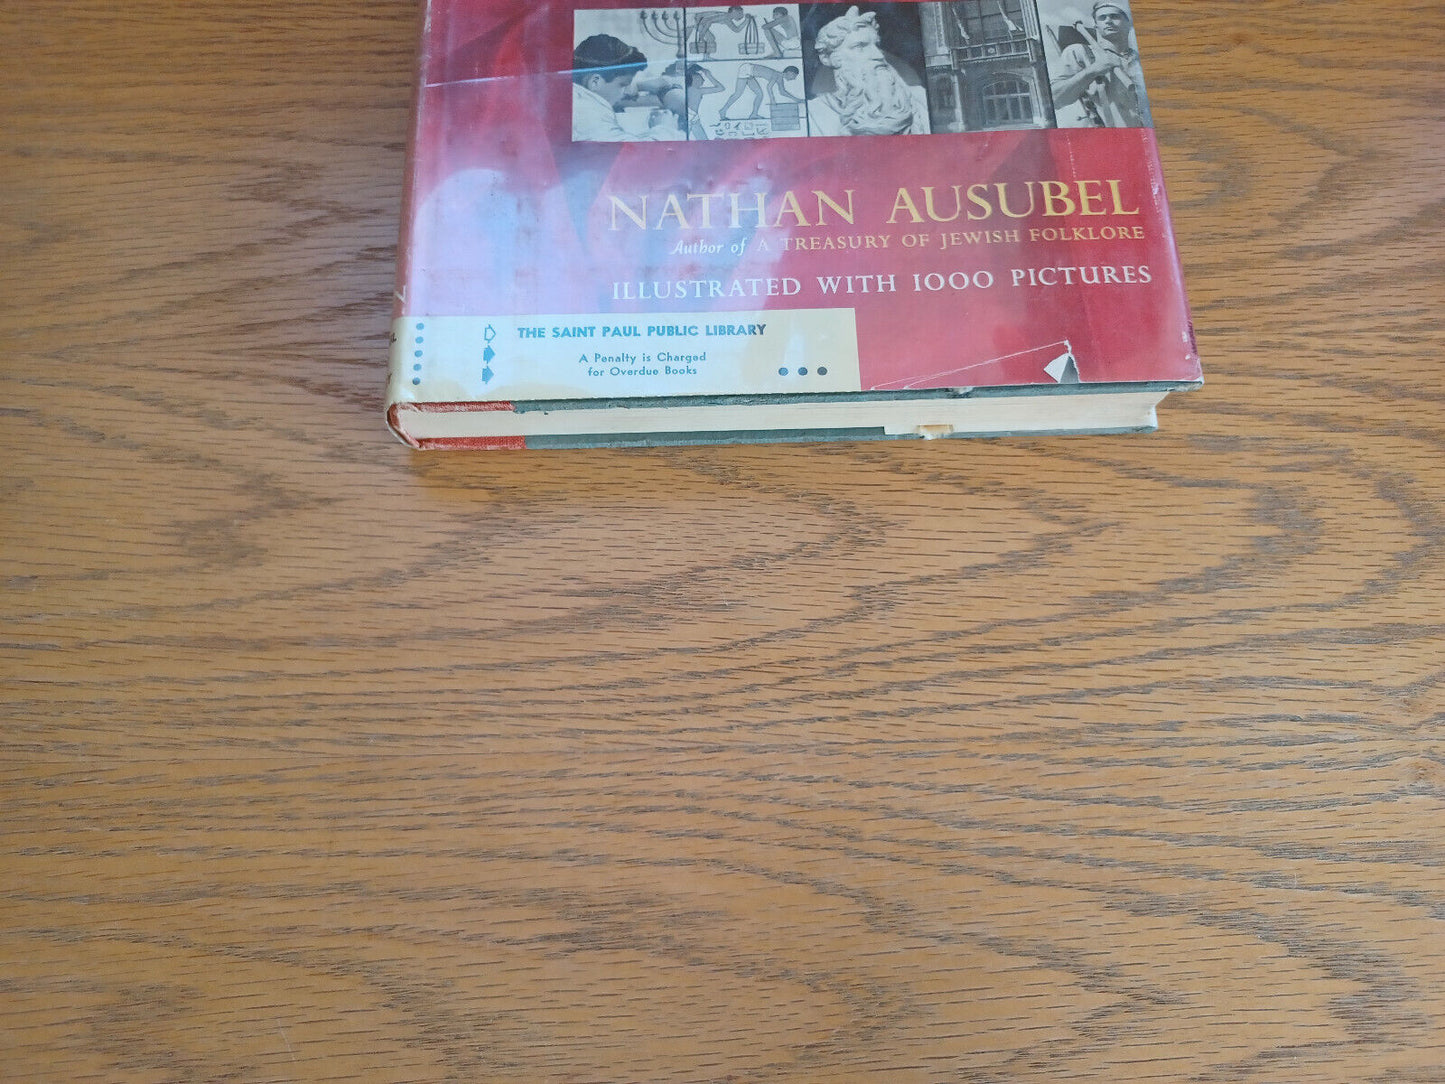 NATHAN AUSUBEL
Author of A TREASURY OF JEWISH FOLKLORE
ILLUSTRATED WITH 1000 PICTURES
THE SAINT PAUL PUBLIC LIBRARY
A Penalty is Charged
for Overdue Books